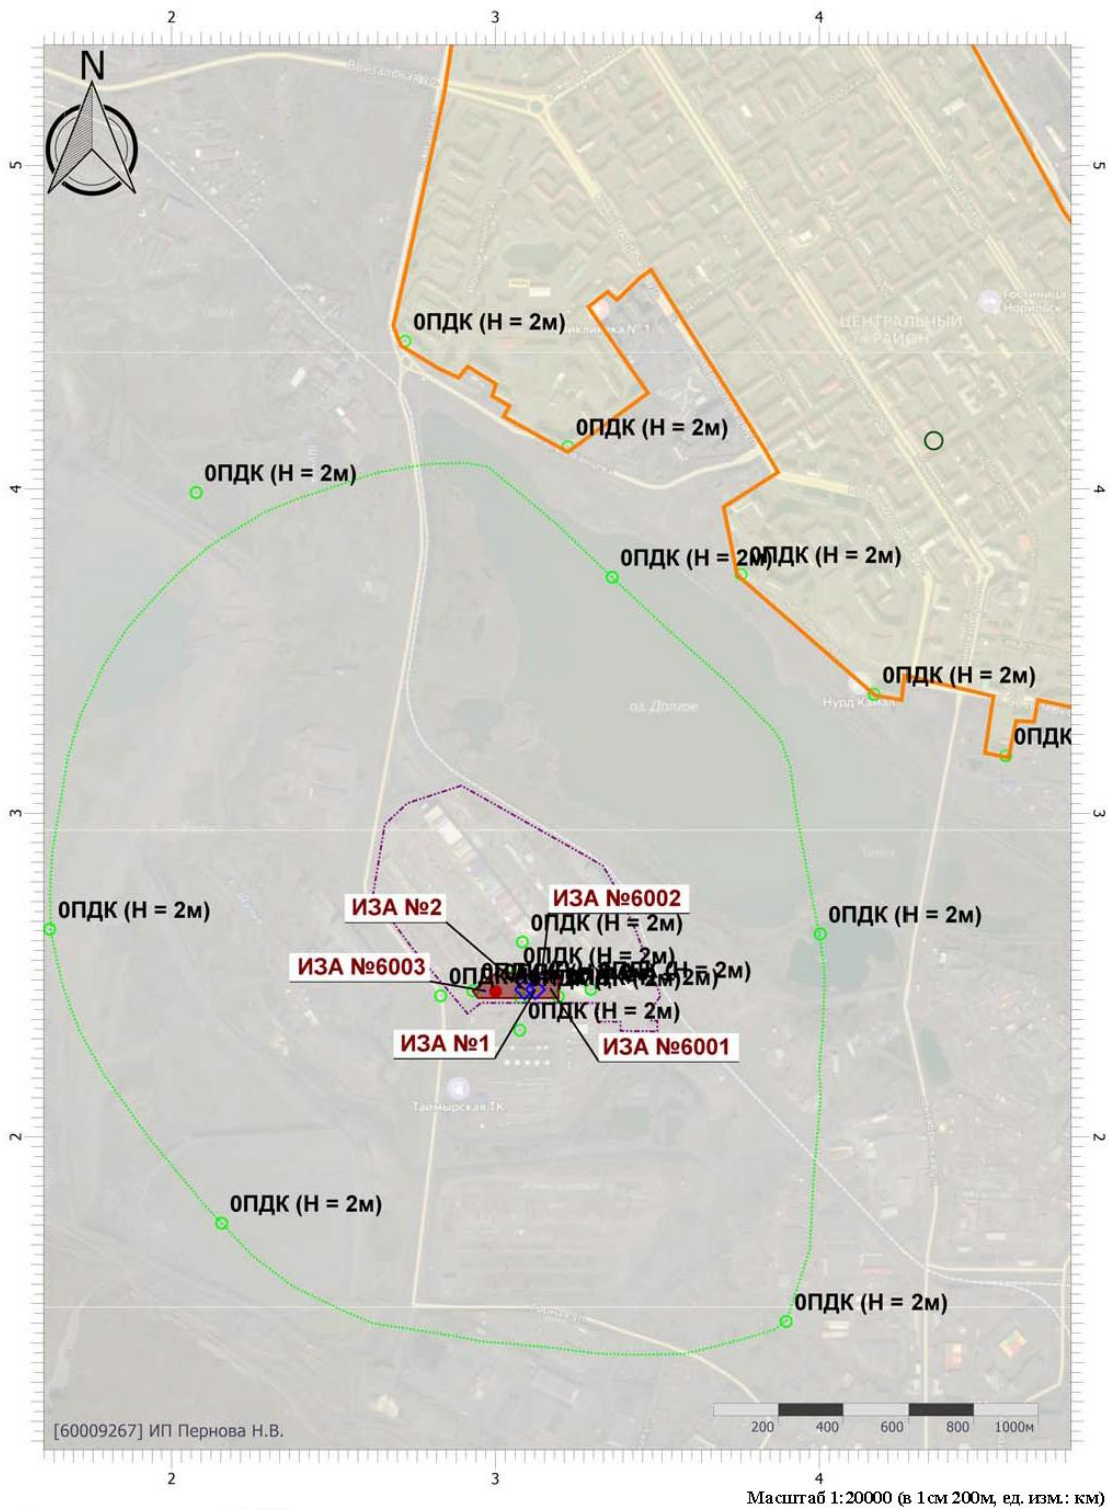 2 3 4
N
Вокзальная ул.
5 5
Гостиница
Норильск
0ПДК (Н = 2м)
ЦЕНТРАЛЬНЫЙ
РАЙОН
0ПДК (Н = 2м)
0ПДК (Н = 2м)
4 4
0ПДК (Н = 2м)
0ПДК (Н = 2м)
0ПДК (Н = 2м)
Нурд Камал
оз. Долгое
0ПДК
3 3
ИЗА №6002
ИЗА №2
0ПДК (Н = 2м)
0ПДК (Н = 2м)
0ПДК (Н = 2м)
0ПДК (Н = 2м)
ИЗА №6003
0ПДК (Н = 2м)
ИЗА №1
ИЗА №6001
Таймырская ТК
2 2
0ПДК (Н = 2м)
0ПДК (Н = 2м)
200 400 600 800 1000м
[60009267] ИП Пернова Н.В.
2 3 4
Масштаб 1:20000 (в 1см 200м, ед. изм.: км)